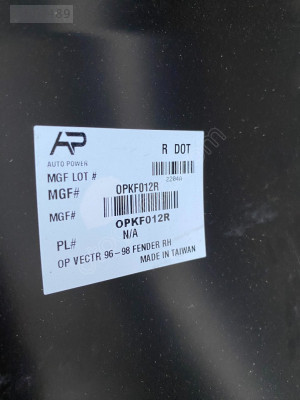 AP
AUTO POWER
R DOT
MGF LOT #
2204U
MGF# OPKF012R
MGF# OPKF012R
PL# N/A
OP VECTR 96-98 FENDER RH
MADE IN TAIWAN